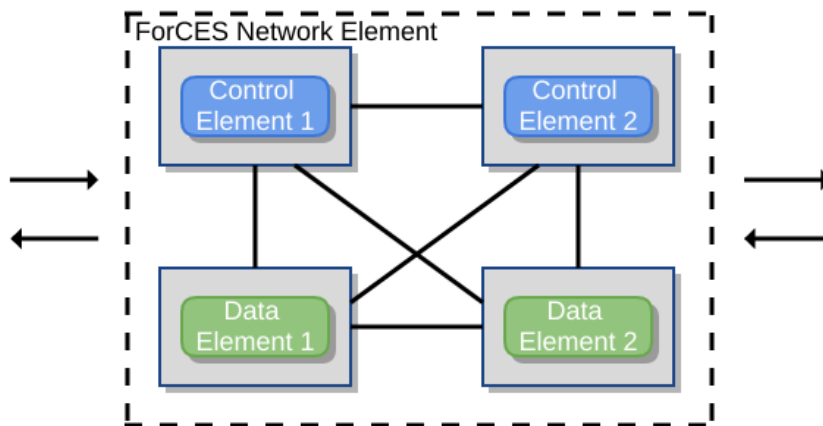 ForCES Network Element
Control
Element 1
Control
Element 2
Data
Element 1
Data
Element 2